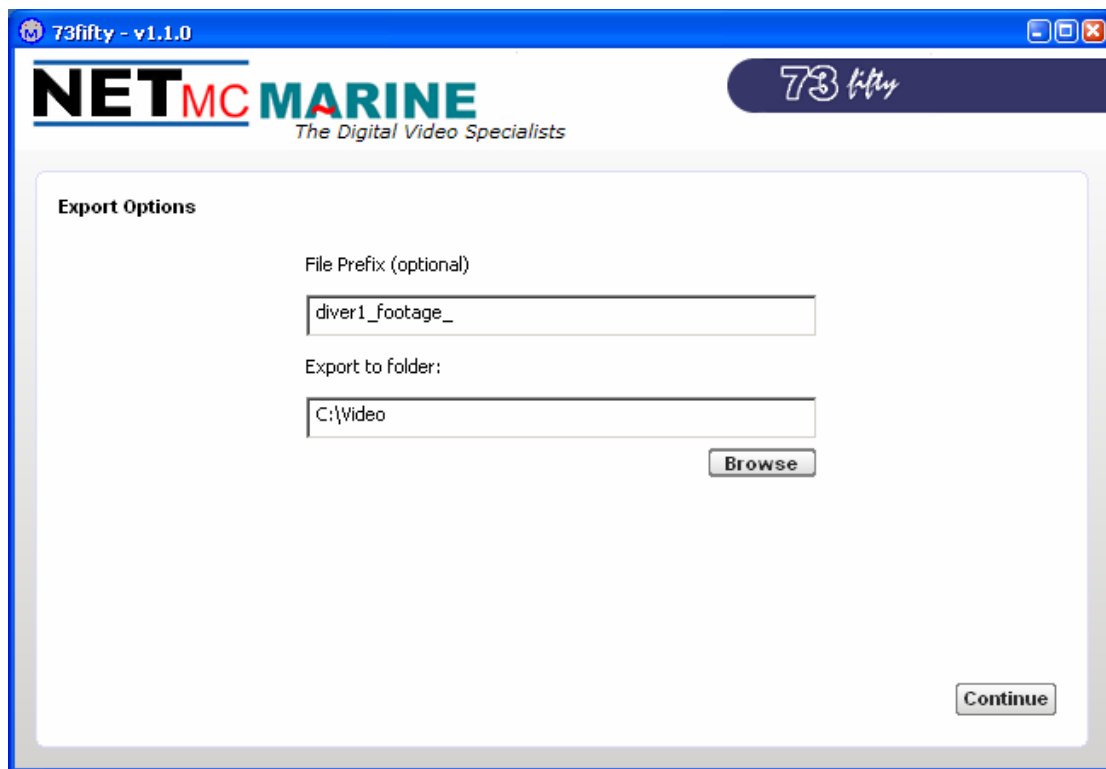 73fifty - v1.1.0
NETMC MARINE
The Digital Video Specialists
73 fifty
Export Options
File Prefix (optional)
diver1_footage_
Export to folder:
C:\Video
Browse
Continue